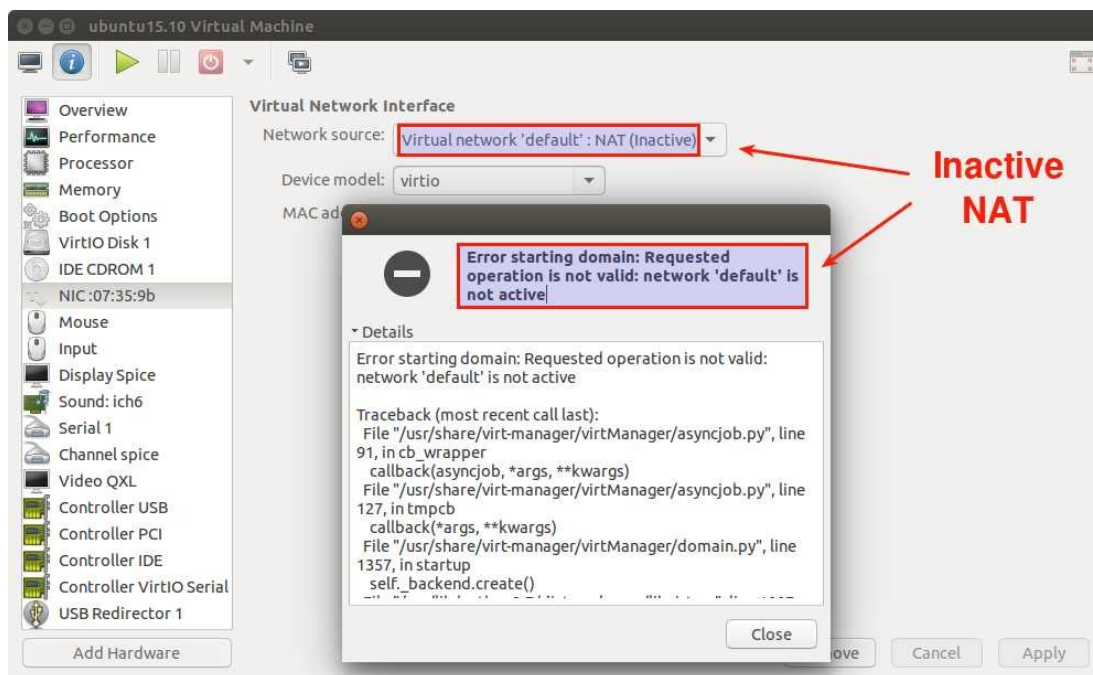 ubuntu15.10 Virtual Machine
Overview
Performance
Processor
Memory
Boot Options
VirtIO Disk 1
IDE CDROM 1
NIC :07:35:9b
Mouse
Input
Display Spice
Sound: ich6
Serial 1
Channel spice
Video QXL
Controller USB
Controller PCI
Controller IDE
Controller VirtIO Serial
USB Redirector 1
Add Hardware
Virtual Network Interface
Network source: Virtual network 'default' : NAT (Inactive)
Device model: virtio
MAC
Inactive
NAT
Error starting domain: Requested
operation is not valid: network 'default' is
not active
Details
Error starting domain: Requested operation is not valid:
network 'default' is not active
Traceback (most recent call last):
File "/usr/share/virt-manager/virtManager/asyncjob.py", line
91, in cb_wrapper
callback(asyncjob, *args, **kwargs)
File "/usr/share/virt-manager/virtManager/asyncjob.py", line
127, in tmpcb
callback(*args, **kwargs)
File "/usr/share/virt-manager/virtManager/domain.py", line
1357, in startup
self._backend.create()
Close
Cancel
Apply